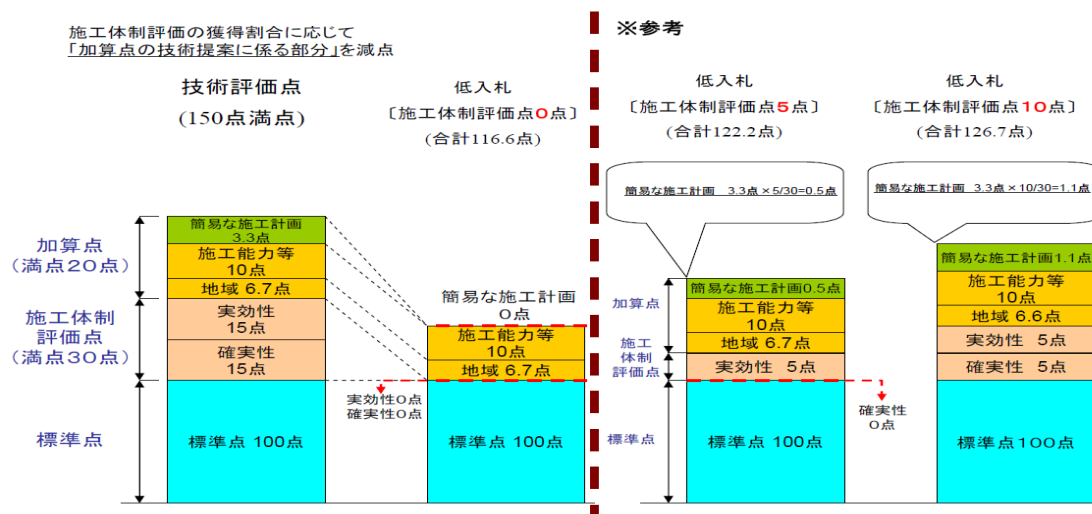 施工体制評価の獲得割合に応じて
「加算点の技術提案に係る部分」を減点
技術評価点
(150点満点)
低入札
〔施工体制評価点0点〕
(合計116.6点)
加算点
(満点20点)
施工体制
評価点
(満点30点)
標準点
簡易な施工計画
3.3点
施工能力等
10点
地域 6.7点
実効性
15点
確実性
15点
標準点 100点
簡易な施工計画
0点
施工能力等
10点
地域 6.7点
実効性0点
確実性0点
標準点 100点
※参考
低入札
〔施工体制評価点5点〕
(合計122.2点)
簡易な施工計画 3.3点×5/30=0.5点
加算点
施工
体制
評価点
標準点
簡易な施工計画0.5点
施工能力等
10点
地域 6.7点
実効性 5点
標準点 100点
確実性
0点
低入札
〔施工体制評価点10点〕
(合計126.7点)
簡易な施工計画 3.3点×10/30=1.1点
簡易な施工計画1.1点
施工能力等
10点
地域 6.6点
実効性 5点
確実性 5点
標準点100点